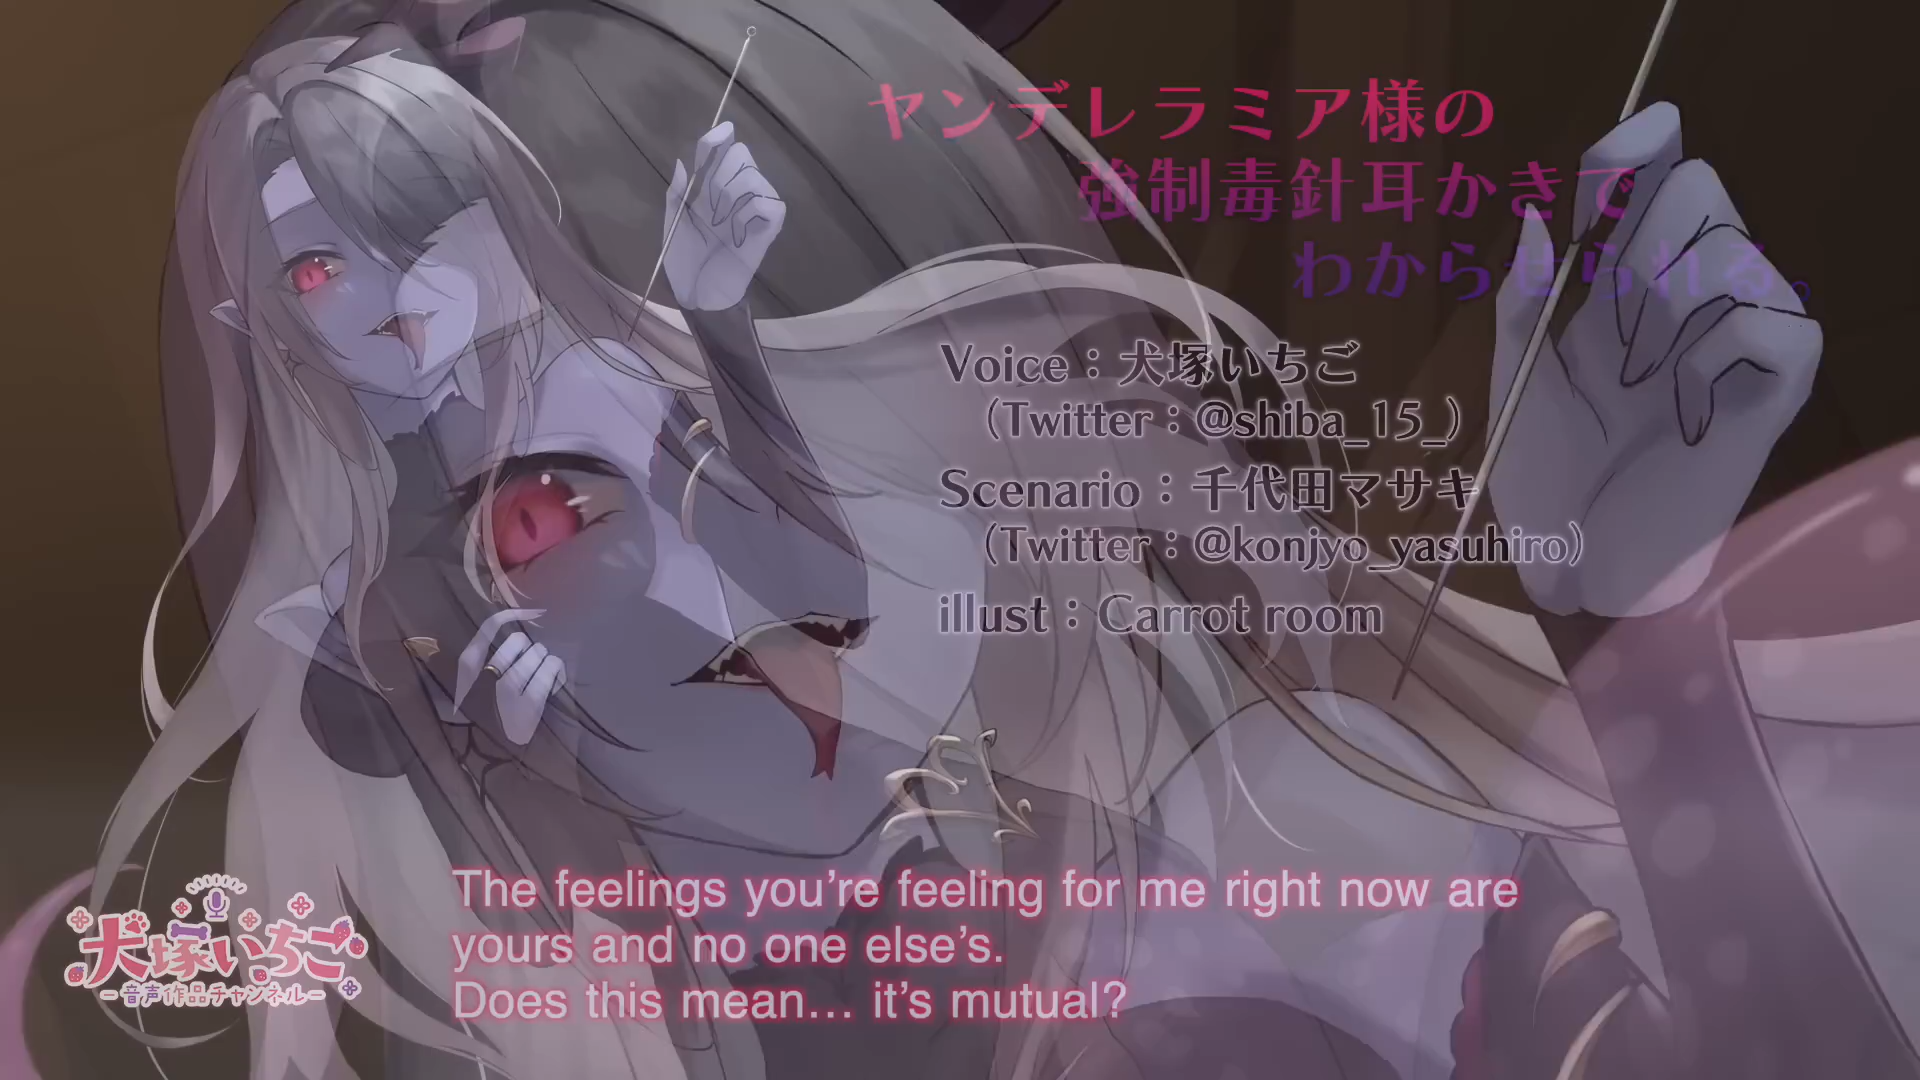 ヤンデレラミア様の
強制毒針耳かきで
わからせられる。
Voice：犬塚いちご
（Twitter：@shiba_15_）
Scenario：千代田マサキ
（Twitter：@konjyo_yasuhiro）
illust：Carrot room
The feelings you’re feeling for me right now are
yours and no one else’s.
Does this mean… it’s mutual?
犬塚いちご
－音声作品チャンネル－